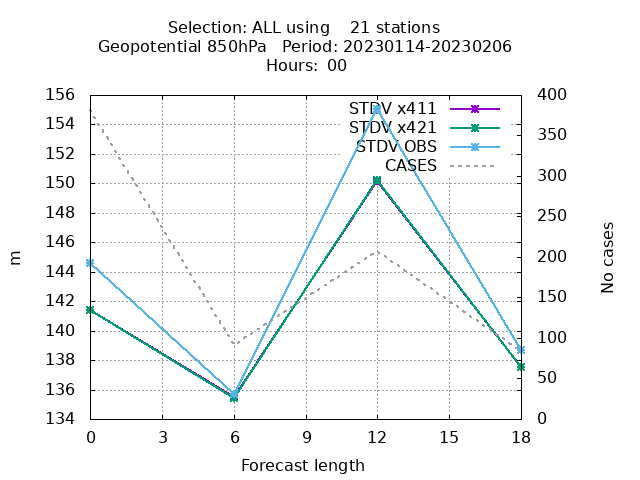 Selection: ALL using    21 stations
Geopotential 850hPa   Period: 20230114-20230206
Hours:  00
STDV x411
STDV x421
STDV OBS
CASES
156
154
152
150
148
146
144
142
140
138
136
134
m
400
350
300
250
200
150
100
50
0
No cases
0 3 6 9 12 15 18
Forecast length